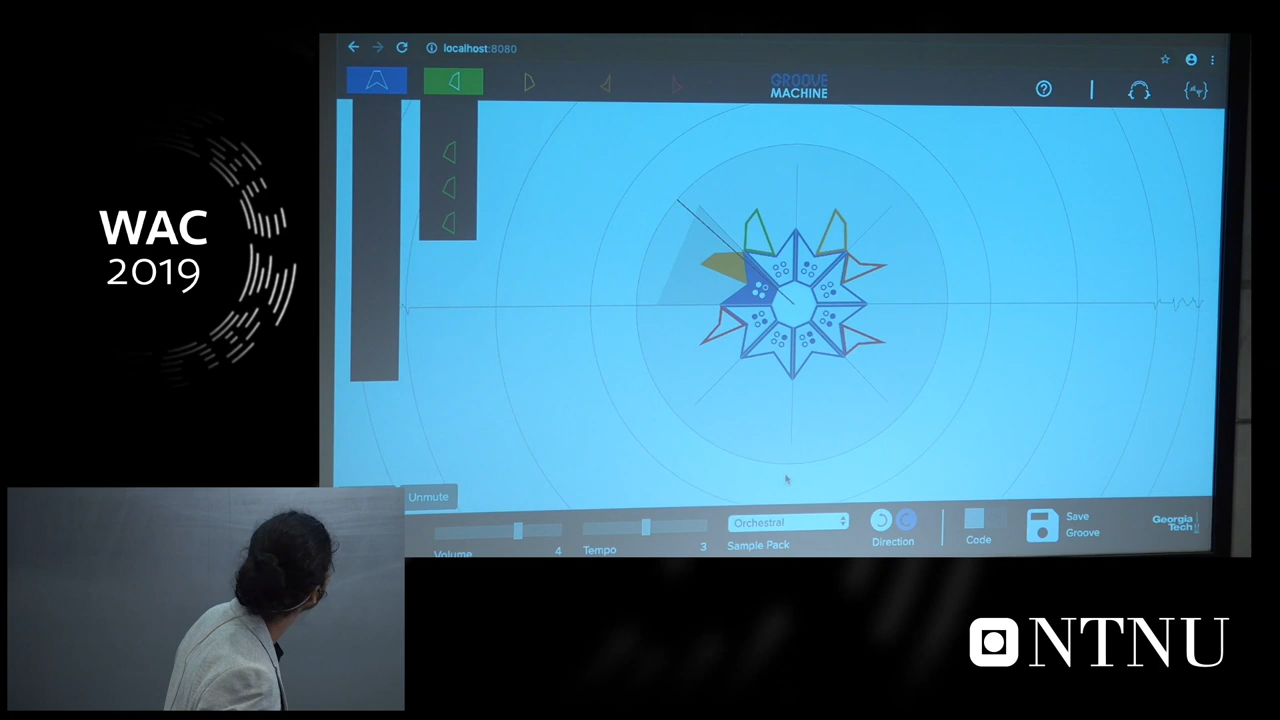 localhost:8080
GROOVE
MACHINE
WAC
2019
Unmute
Volume
4
Tempo
3
Orchestral
Sample Pack
Direction
Code
Save
Groove
Georgia
Tech
NTNU